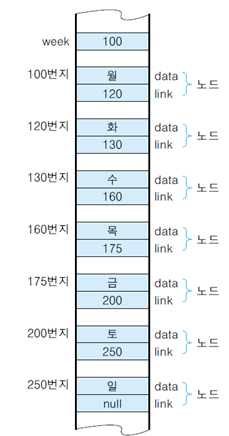 week 100
100번지 월 data
120 link 노드
120번지 화 data
130 link 노드
130번지 수 data
160 link 노드
160번지 목 data
175 link 노드
175번지 금 data
200 link 노드
200번지 토 data
250 link 노드
250번지 일 data
null link 노드